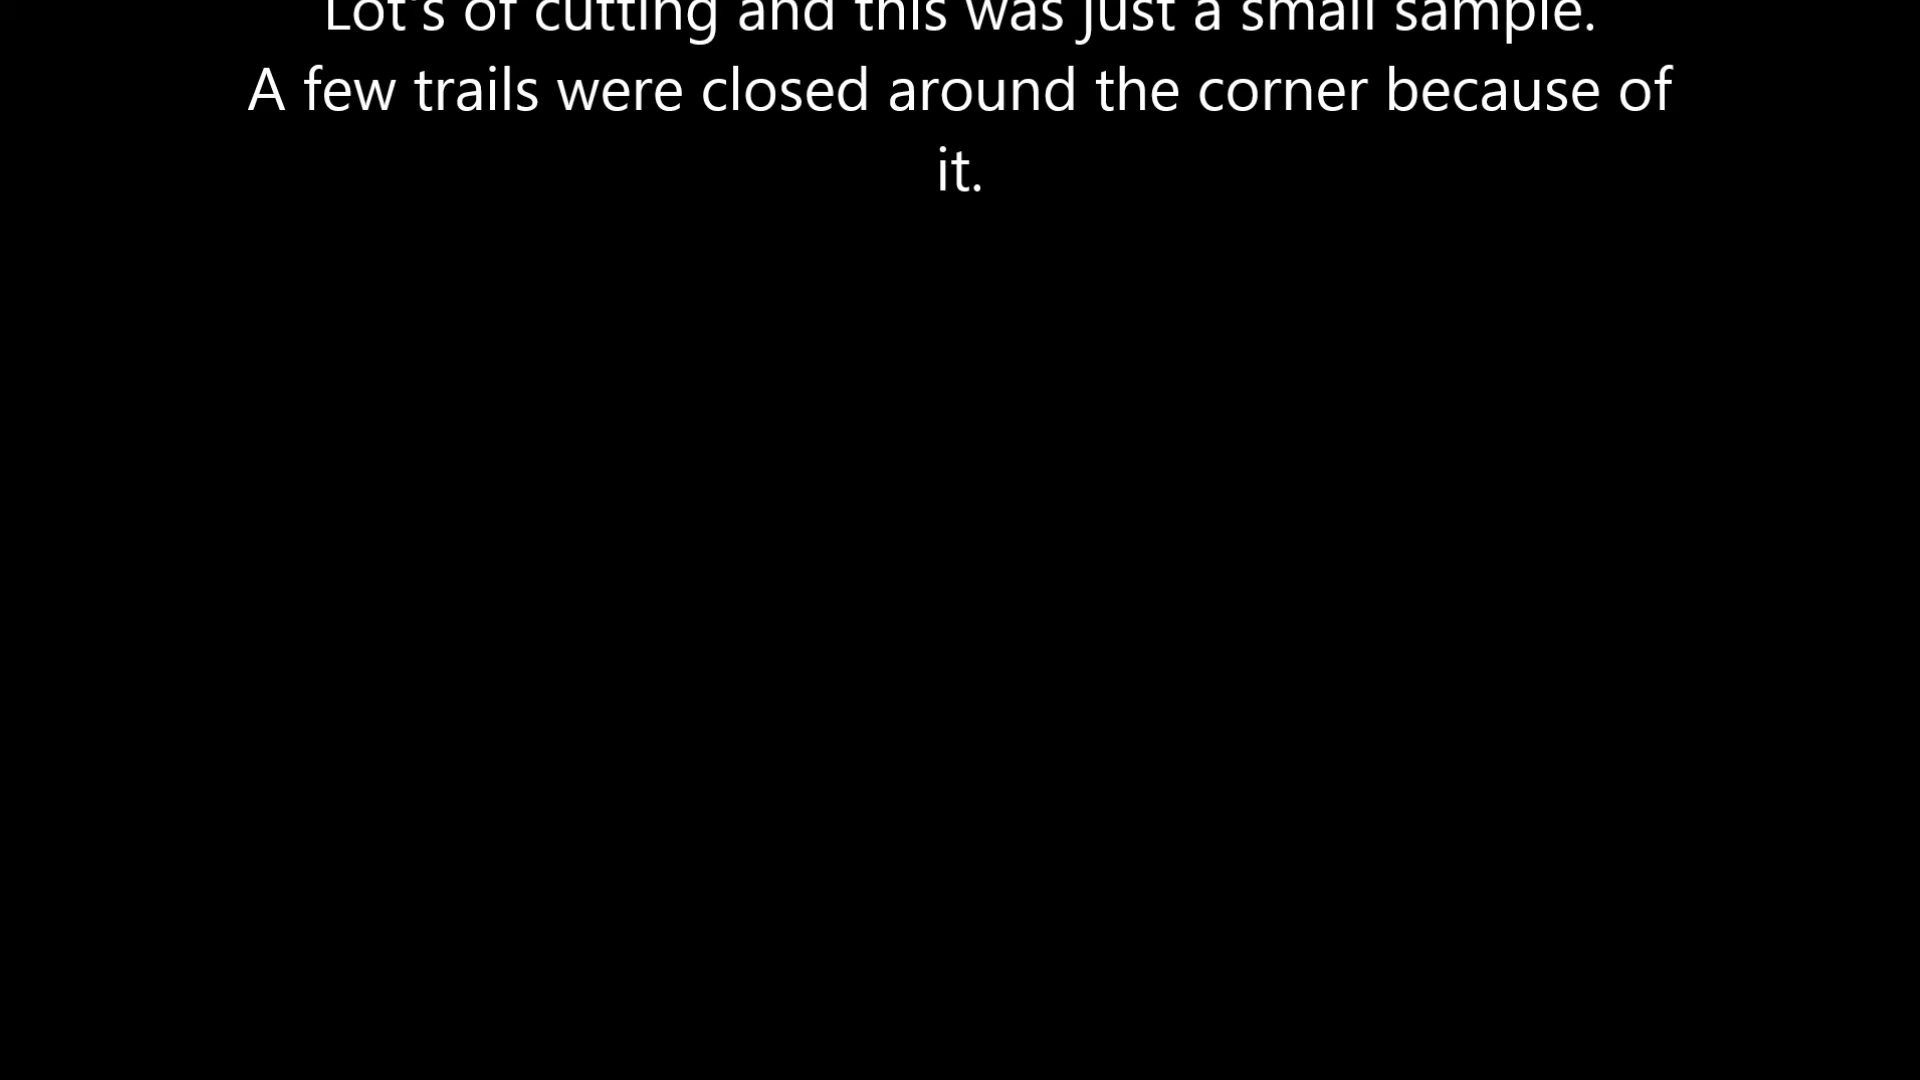 Lot's of cutting and this was just a small sample.
A few trails were closed around the corner because of
it.